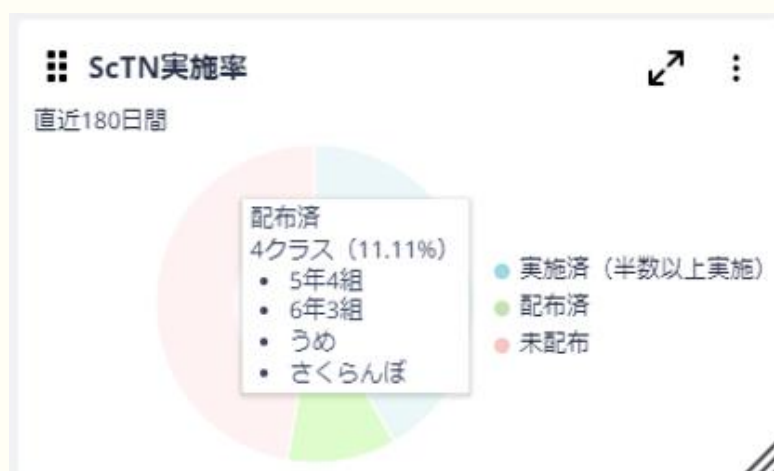 ScTN実施率
直近180日間
配布済
4クラス（11.11%）
• 5年4組
• 6年3組
• うめ
• さくらんぼ
実施済（半数以上実施）
配布済
未配布